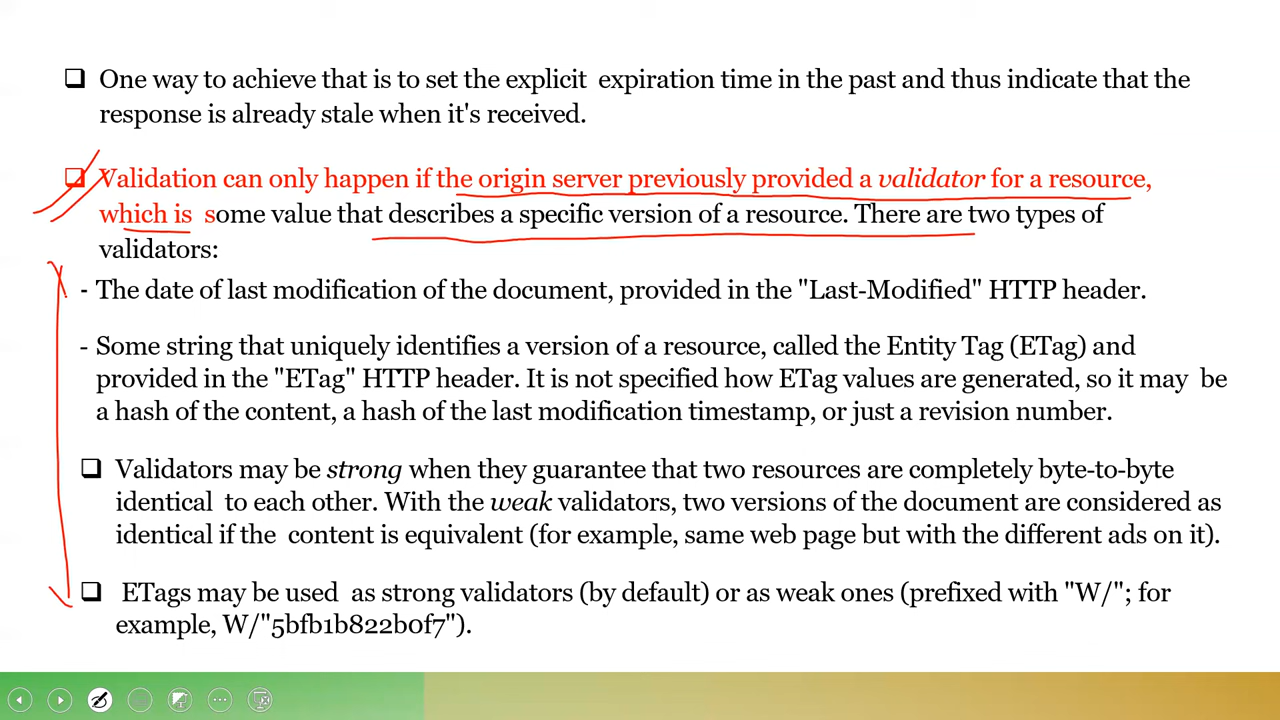 One way to achieve that is to set the explicit expiration time in the past and thus indicate that the
response is already stale when it's received.
Validation can only happen if the origin server previously provided a validator for a resource,
which is some value that describes a specific version of a resource. There are two types of
validators:
- The date of last modification of the document, provided in the "Last-Modified" HTTP header.
- Some string that uniquely identifies a version of a resource, called the Entity Tag (ETag) and
provided in the "ETag" HTTP header. It is not specified how ETag values are generated, so it may be
a hash of the content, a hash of the last modification timestamp, or just a revision number.
Validators may be strong when they guarantee that two resources are completely byte-to-byte
identical to each other. With the weak validators, two versions of the document are considered as
identical if the content is equivalent (for example, same web page but with the different ads on it).
ETags may be used as strong validators (by default) or as weak ones (prefixed with "W/"; for
example, W/"5bfb1b822b0f7").